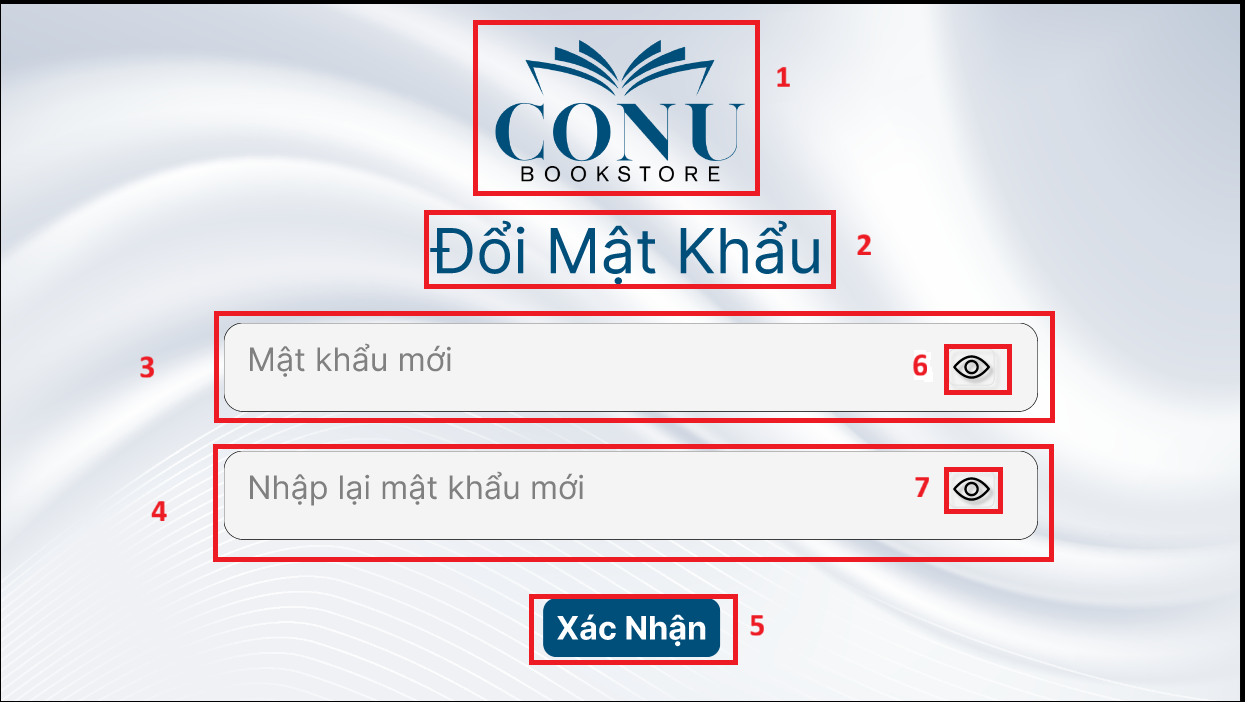 CONU
BOOKSTORE
1
Đổi Mật Khẩu
2
3
Mật khẩu mới
6
4
Nhập lại mật khẩu mới
7
Xác Nhận
5